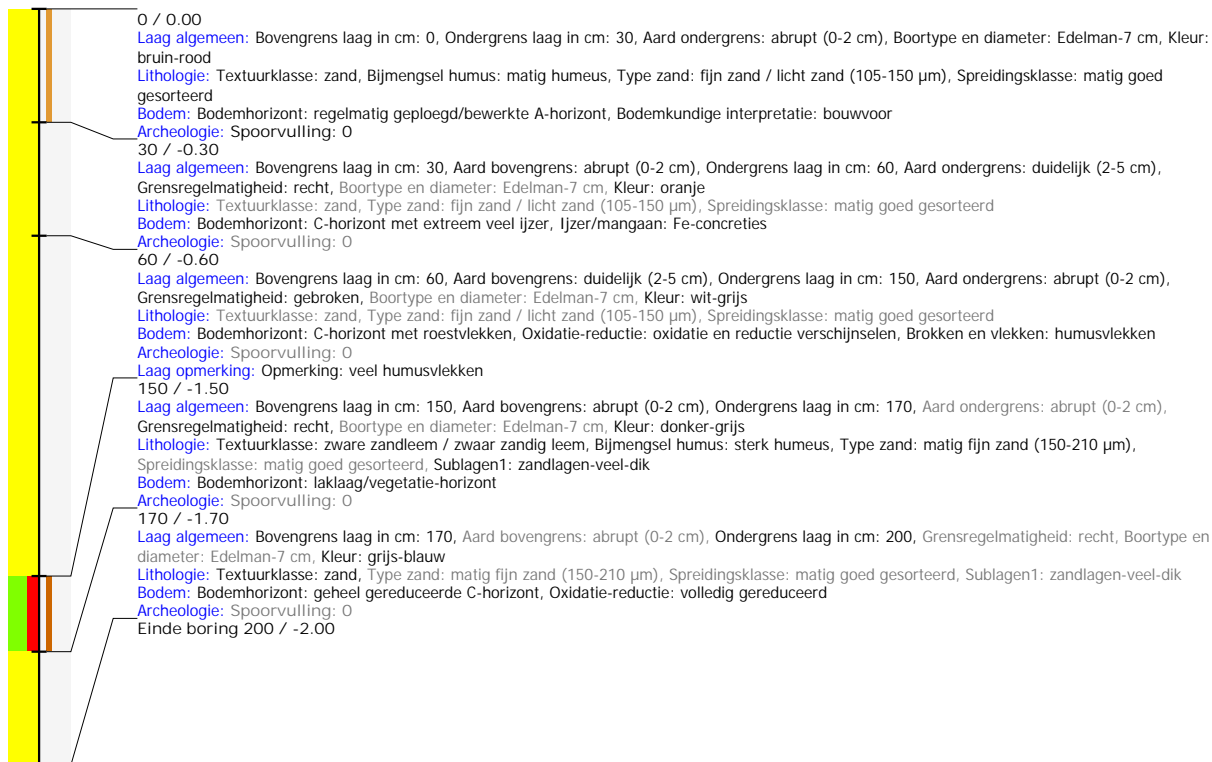 0 / 0.00
Laag algemeen: Bovengrens laag in cm: 0, Ondergrens laag in cm: 30, Aard ondergrens: abrupt (0-2 cm), Boortype en diameter: Edelman-7 cm, Kleur:
bruin-rood
Lithologie: Textuurklasse: zand, Bijmengsel humus: matig humeus, Type zand: fijn zand / licht zand (105-150 µm), Spreidingsklasse: matig goed
gesorteerd
Bodem: Bodemhorizont: regelmatig geploegd/bewerkte A-horizont, Bodemkundige interpretatie: bouwvoor
Archeologie: Spoorvulling: 0
30 / -0.30
Laag algemeen: Bovengrens laag in cm: 30, Aard bovengrens: abrupt (0-2 cm), Ondergrens laag in cm: 60, Aard ondergrens: duidelijk (2-5 cm),
Grensregelmatigheid: recht, Boortype en diameter: Edelman-7 cm, Kleur: oranje
Lithologie: Textuurklasse: zand, Type zand: fijn zand / licht zand (105-150 µm), Spreidingsklasse: matig goed gesorteerd
Bodem: Bodemhorizont: C-horizont met extreem veel ijzer, Ijzer/mangaan: Fe-concreties
Archeologie: Spoorvulling: 0
60 / -0.60
Laag algemeen: Bovengrens laag in cm: 60, Aard bovengrens: duidelijk (2-5 cm), Ondergrens laag in cm: 150, Aard ondergrens: abrupt (0-2 cm),
Grensregelmatigheid: gebroken, Boortype en diameter: Edelman-7 cm, Kleur: wit-grijs
Lithologie: Textuurklasse: zand, Type zand: fijn zand / licht zand (105-150 µm), Spreidingsklasse: matig goed gesorteerd
Bodem: Bodemhorizont: C-horizont met roestvlekken, Oxidatie-reductie: oxidatie en reductie verschijnselen, Brokken en vlekken: humusvlekken
Archeologie: Spoorvulling: 0
Laag opmerking: Opmerking: veel humusvlekken
150 / -1.50
Laag algemeen: Bovengrens laag in cm: 150, Aard bovengrens: abrupt (0-2 cm), Ondergrens laag in cm: 170, Aard ondergrens: abrupt (0-2 cm),
Grensregelmatigheid: recht, Boortype en diameter: Edelman-7 cm, Kleur: donker-grijs
Lithologie: Textuurklasse: zware zandleem / zwaar zandig leem, Bijmengsel humus: sterk humeus, Type zand: matig fijn zand (150-210 µm),
Spreidingsklasse: matig goed gesorteerd, Sublagen1: zandlagen-veel-dik
Bodem: Bodemhorizont: laklaag/vegetatie-horizont
Archeologie: Spoorvulling: 0
170 / -1.70
Laag algemeen: Bovengrens laag in cm: 170, Aard bovengrens: abrupt (0-2 cm), Ondergrens laag in cm: 200, Grensregelmatigheid: recht, Boortype en
diameter: Edelman-7 cm, Kleur: grijs-blauw
Lithologie: Textuurklasse: zand, Type zand: matig fijn zand (150-210 µm), Spreidingsklasse: matig goed gesorteerd, Sublagen1: zandlagen-veel-dik
Bodem: Bodemhorizont: geheel gereduceerde C-horizont, Oxidatie-reductie: volledig gereduceerd
Archeologie: Spoorvulling: 0
Einde boring 200 / -2.00